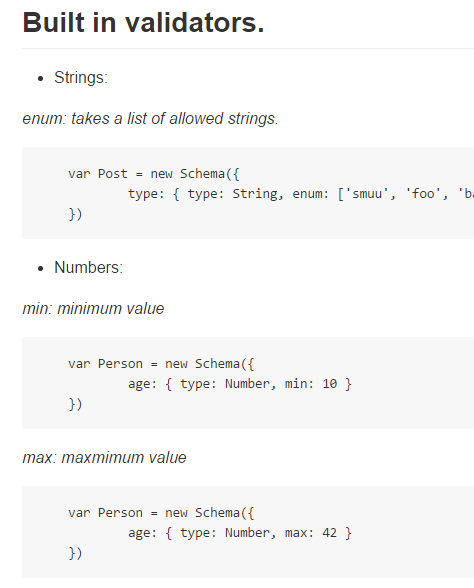 Built in validators.
Strings:
enum: takes a list of allowed strings.
var Post = new Schema({
type: { type: String, enum: ['smuu', 'foo',
})
Numbers:
min: minimum value
var Person = new Schema({
age: { type: Number, min: 10 }
})
max: maxmimum value
var Person = new Schema({
age: { type: Number, max: 42 }
})